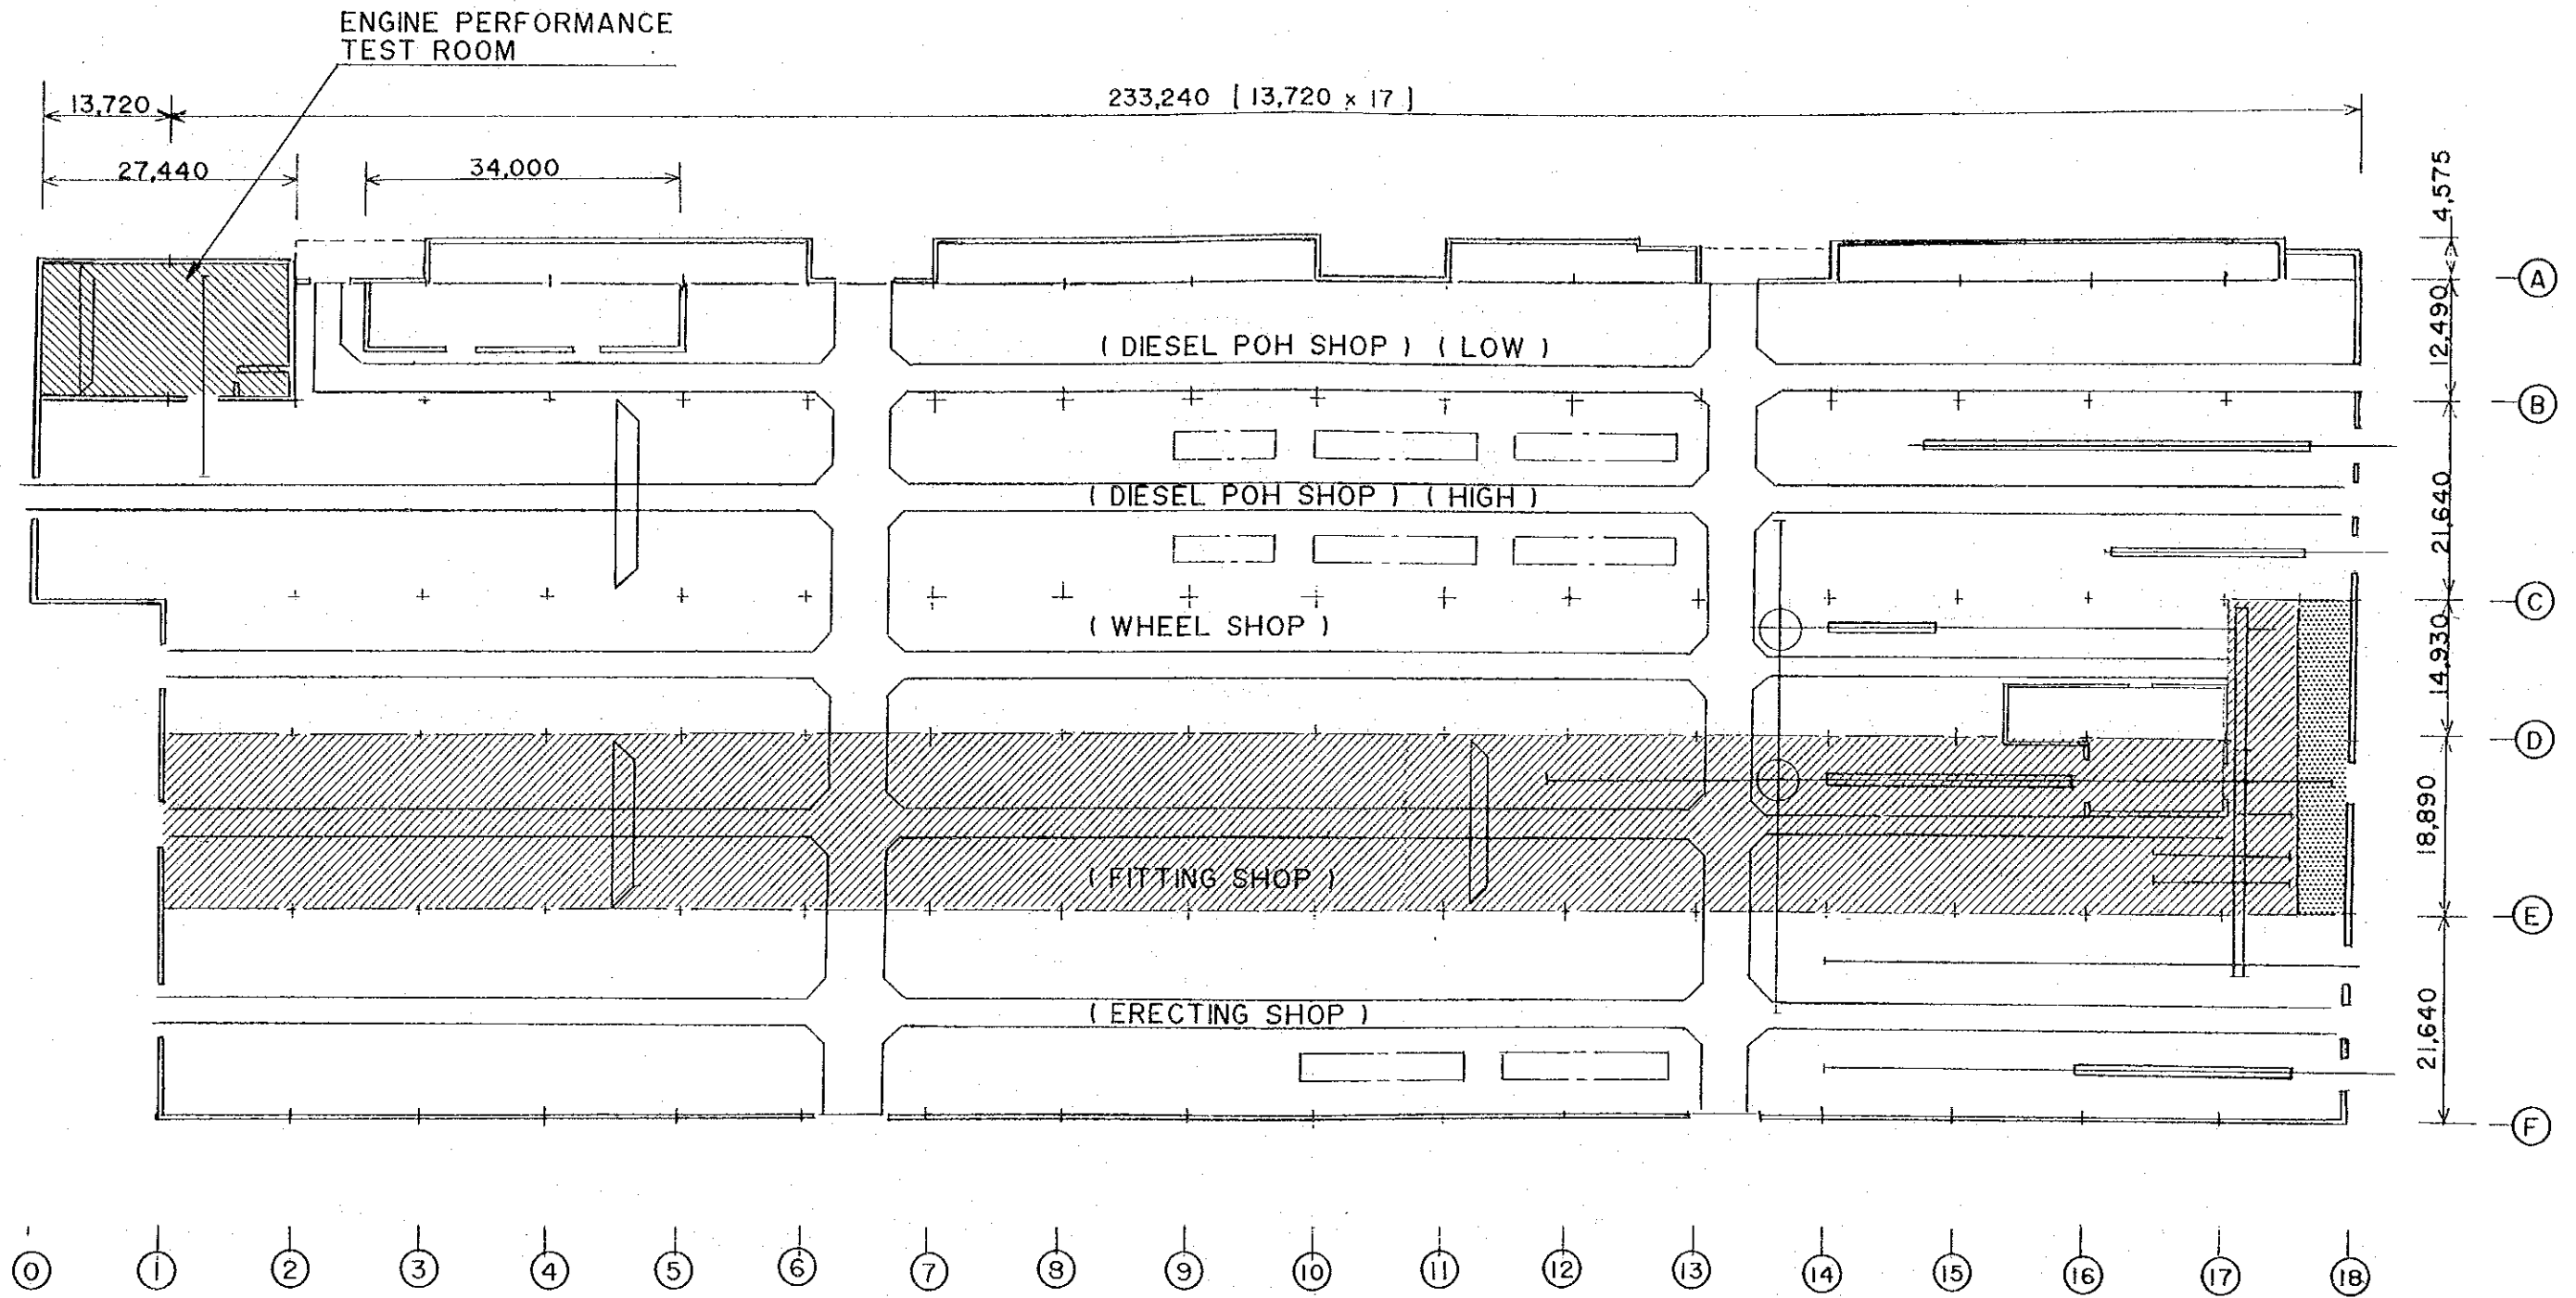 ENGINE PERFORMANCE
TEST ROOM
13,720
233,240 [ 13,720 x 17 ]
27,440
34,000
4,575
A
12,490
( DIESEL POH SHOP ) ( LOW )
B
21,640
( DIESEL POH SHOP ) ( HIGH )
C
( WHEEL SHOP )
14,930
D
18,890
( FITTING SHOP )
E
( ERECTING SHOP )
21,640
F
0 1 2 3 4 5 6 7 8 9 10 11 12 13 14 15 16 17 18